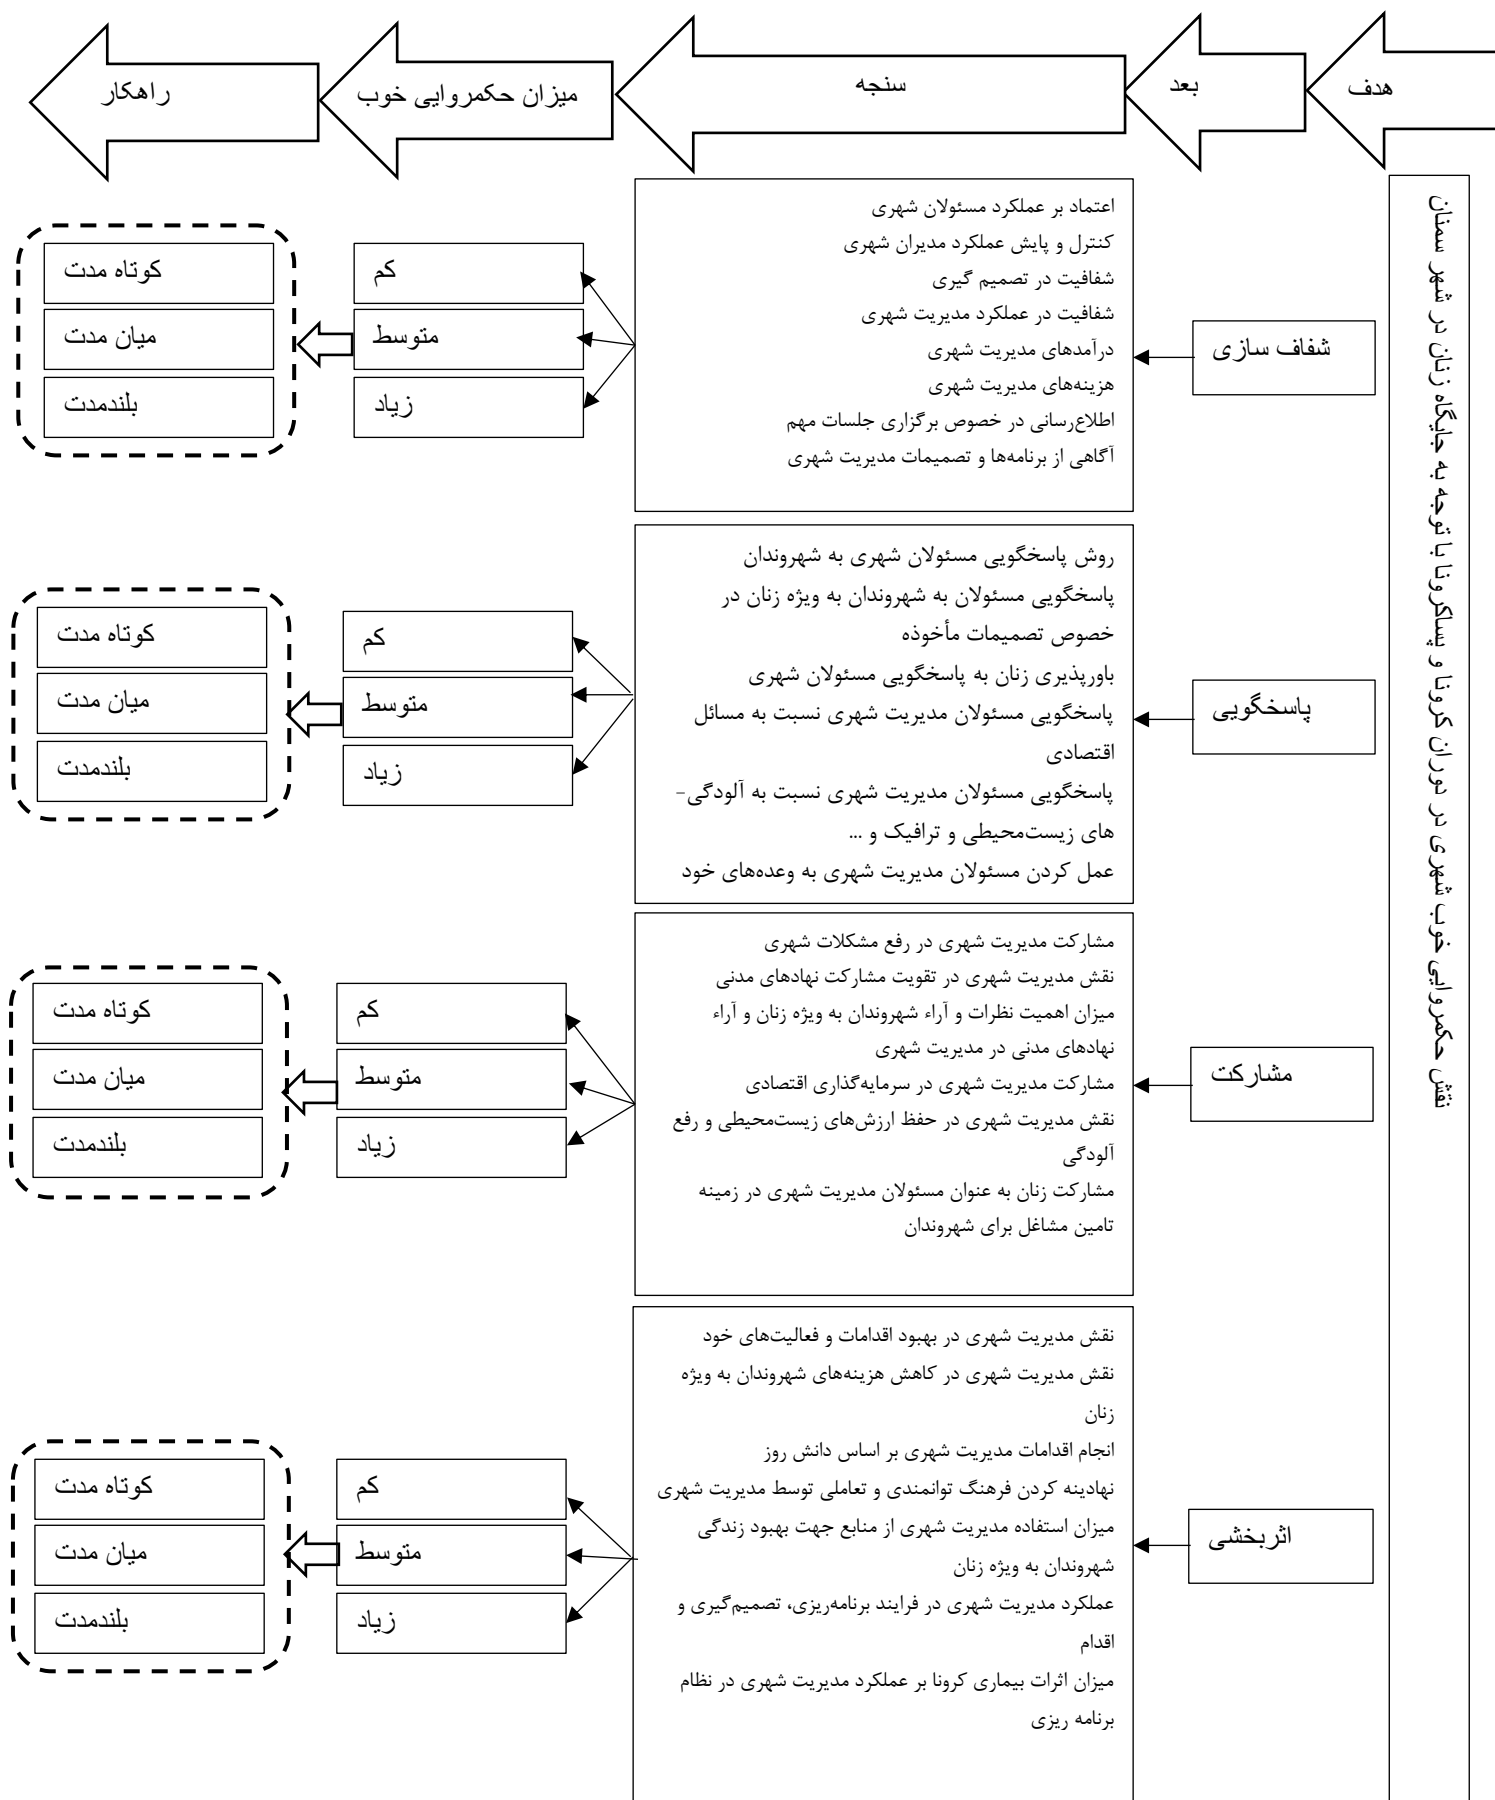 هدف
بعد
سنجه
میزان حکمروایی خوب
راهکار
نقش حکمروایی خوب شهری در دوران کرونا و پساکرونا با توجه به جایگاه زنان در شهر سمنان
شفاف سازی
اعتماد بر عملکرد مسئولان شهری
کنترل و پایش عملکرد مدیران شهری
شفافیت در تصمیم گیری
شفافیت در عملکرد مدیریت شهری
درآمدهای مدیریت شهری
هزینه‌های مدیریت شهری
اطلاع‌رسانی در خصوص برگزاری جلسات مهم
آگاهی از برنامه‌ها و تصمیمات مدیریت شهری
کم
متوسط
زیاد
کوتاه مدت
میان مدت
بلندمدت
پاسخگویی
روش پاسخگویی مسئولان شهری به شهروندان
پاسخگویی مسئولان به شهروندان به ویژه زنان در
خصوص تصمیمات مأخوذه
باورپذیری زنان به پاسخگویی مسئولان شهری
پاسخگویی مسئولان مدیریت شهری نسبت به مسائل
اقتصادی
پاسخگویی مسئولان مدیریت شهری نسبت به آلودگی-
های زیست‌محیطی و ترافیک و ...
عمل کردن مسئولان مدیریت شهری به وعده‌های خود
کم
متوسط
زیاد
کوتاه مدت
میان مدت
بلندمدت
مشارکت
مشارکت مدیریت شهری در رفع مشکلات شهری
نقش مدیریت شهری در تقویت مشارکت نهادهای مدنی
میزان اهمیت نظرات و آراء شهروندان به ویژه زنان و آراء
نهادهای مدنی در مدیریت شهری
مشارکت مدیریت شهری در سرمایه‌گذاری اقتصادی
نقش مدیریت شهری در حفظ ارزش‌های زیست‌محیطی و رفع
آلودگی
مشارکت زنان به عنوان مسئولان مدیریت شهری در زمینه
تامین مشاغل برای شهروندان
کم
متوسط
زیاد
کوتاه مدت
میان مدت
بلندمدت
اثربخشی
نقش مدیریت شهری در بهبود اقدامات و فعالیت‌های خود
نقش مدیریت شهری در کاهش هزینه‌های شهروندان به ویژه
زنان
انجام اقدامات مدیریت شهری بر اساس دانش روز
نهادینه کردن فرهنگ توانمندی و تعاملی توسط مدیریت شهری
میزان استفاده مدیریت شهری از منابع جهت بهبود زندگی
شهروندان به ویژه زنان
عملکرد مدیریت شهری در فرایند برنامه‌ریزی، تصمیم‌گیری و
اقدام
میزان اثرات بیماری کرونا بر عملکرد مدیریت شهری در نظام
برنامه ریزی
کم
متوسط
زیاد
کوتاه مدت
میان مدت
بلندمدت